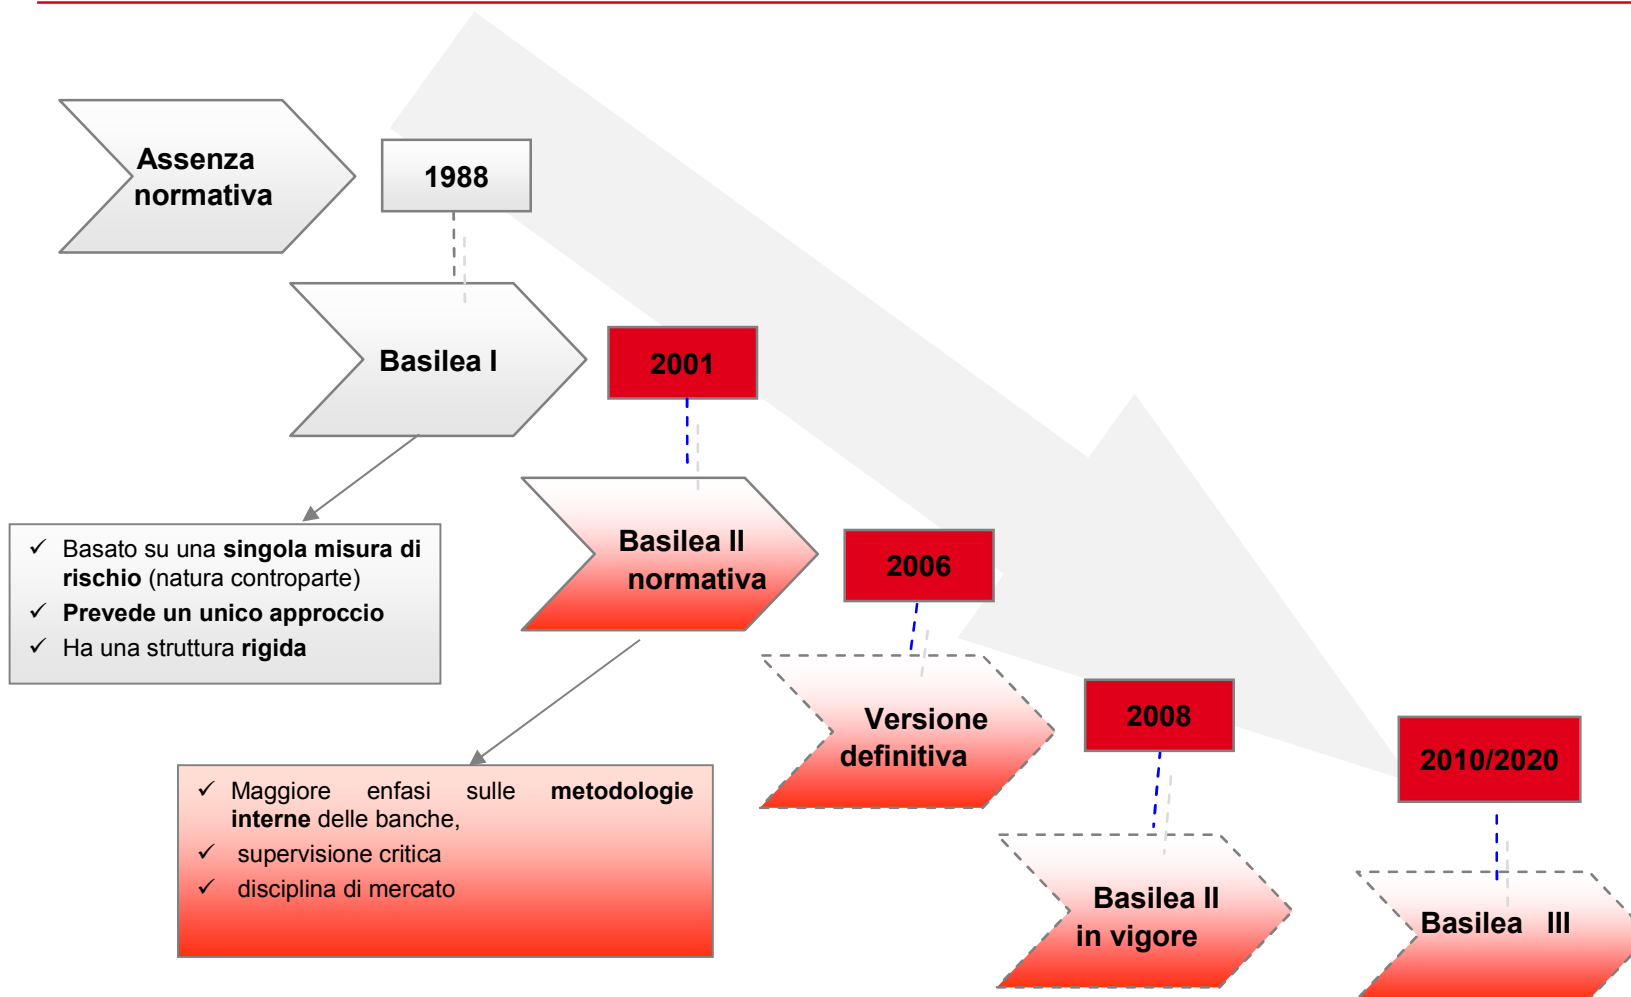 Assenza
normativa
1988
Basilea I
2001
✓ Basato su una singola misura di
rischio (natura controparte)
✓ Prevede un unico approccio
✓ Ha una struttura rigida
Basilea II
normativa
2006
Versione
definitiva
2008
2010/2020
✓ Maggiore enfasi sulle metodologie
interne delle banche,
✓ supervisione critica
✓ disciplina di mercato
Basilea II
in vigore
Basilea III